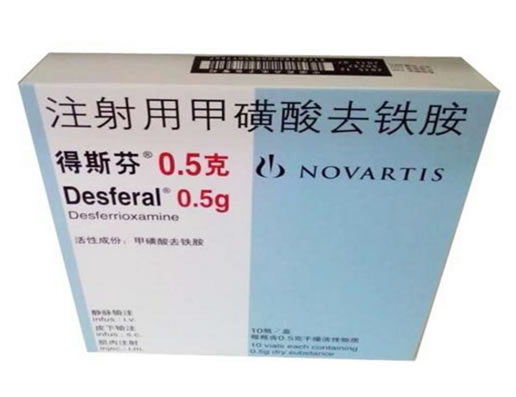 注射用甲磺酸去铁胺
得斯芬® 0.5克
NOVARTIS
Desferal® 0.5g
Desferrioxamine
活性成份：甲磺酸去铁胺
静脉输注
infus.: i.v.
皮下输注
infus.: s.c.
肌肉注射
injec.: i.m.
10瓶／盒
每瓶含0.5克干燥活性物质
10 vials each containing
0.5g dry substance